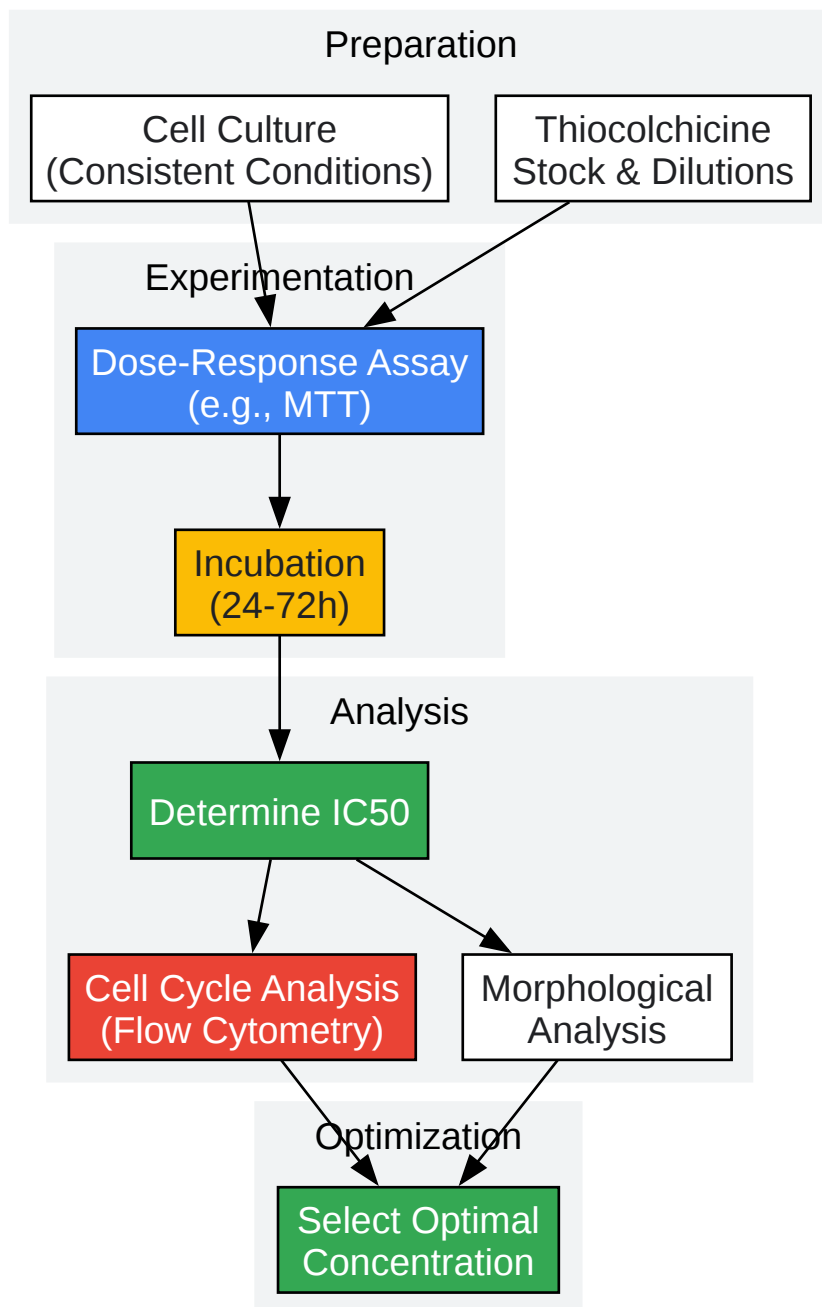 Preparation
Cell Culture
(Consistent Conditions)
Thiocolchicine
Stock & Dilutions
Experimentation
Dose-Response Assay
(e.g., MTT)
Incubation
(24-72h)
Analysis
Determine IC50
Cell Cycle Analysis
(Flow Cytometry)
Morphological
Analysis
Optimization
Select Optimal
Concentration